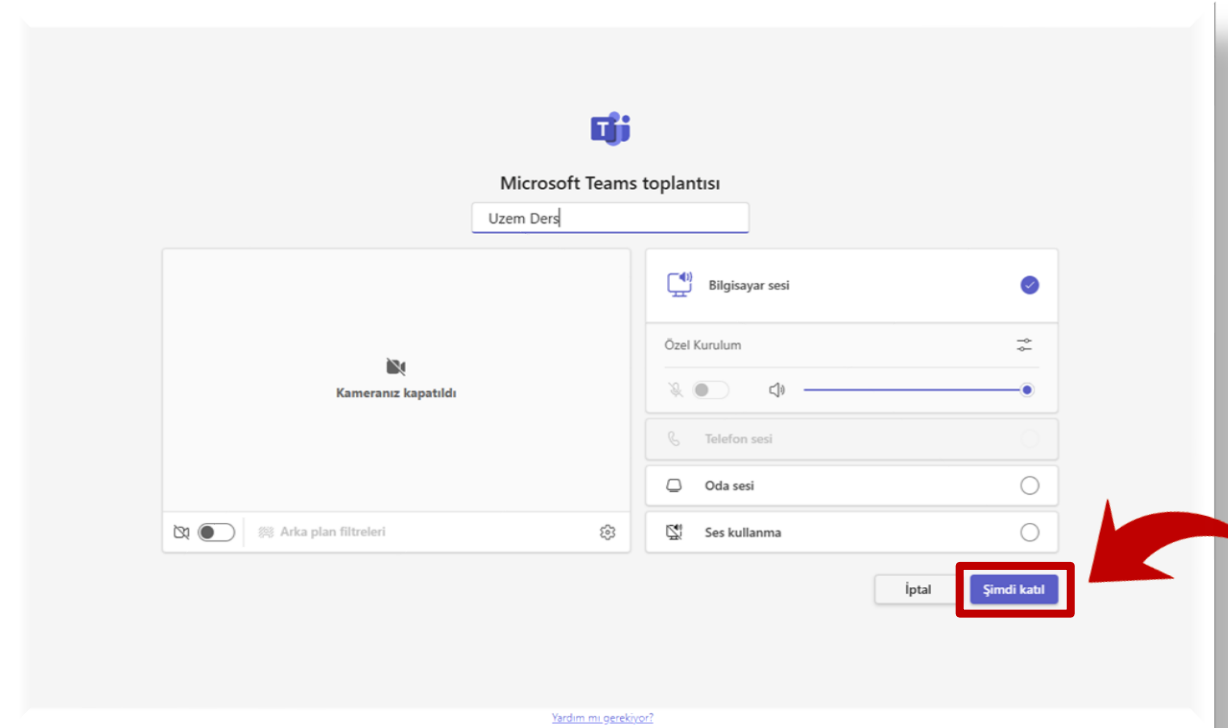 Microsoft Teams toplantısı
Uzem Ders
Bilgisayar sesi
Özel Kurulum
Kameranız kapatıldı
Telefon sesi
Oda sesi
Arka plan filtreleri
Ses kullanma
İptal
Şimdi katıl
Yardım mı gerekiyor?